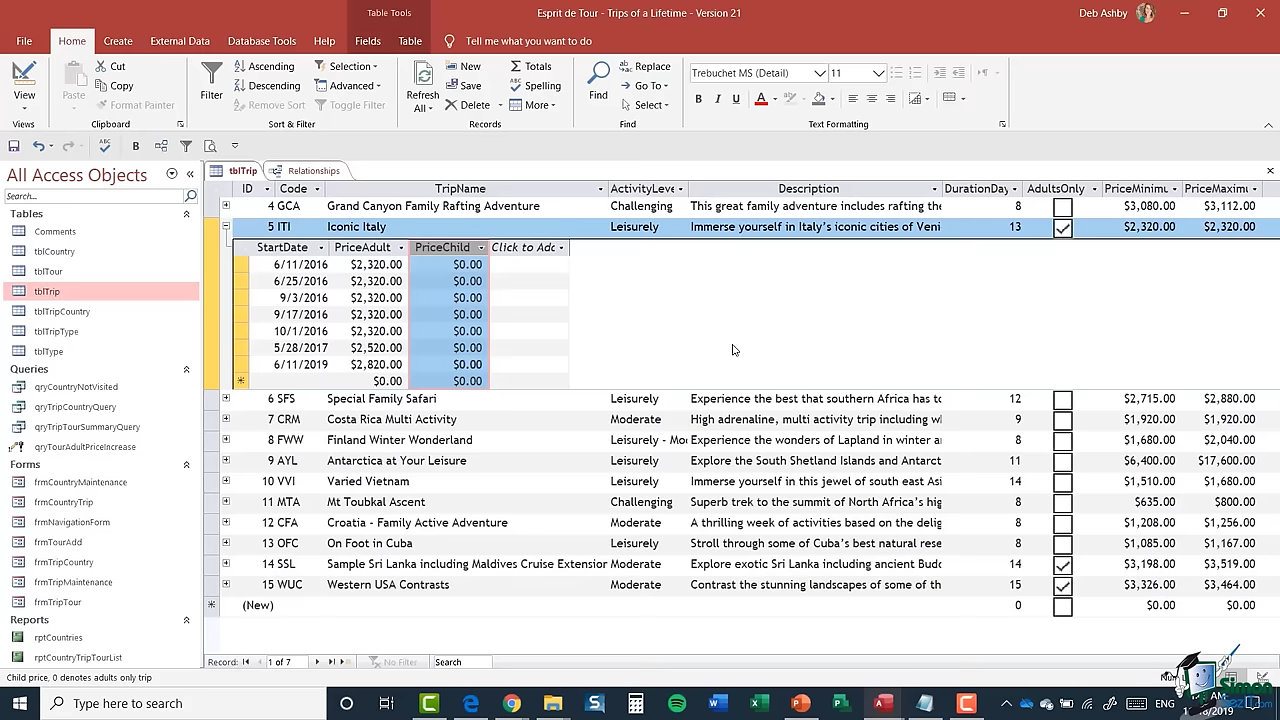 Table Tools
Esprit de Tour - Trips of a Lifetime - Version 21
Deb Ashby
File Home Create External Data Database Tools Help Fields Table Tell me what you want to do
View
Paste
Cut
Copy
Format Painter
Filter
Ascending
Descending
Remove Sort
Selection
Advanced
Toggle Filter
Refresh
All
New
Save
Delete
Totals
Spelling
More
Find
Replace
Go To
Select
Trebuchet MS (Detail) 11
B I U A
Views Clipboard Sort & Filter Records Find Text Formatting
ABC B
All Access Objects
Search...
Tables
Comments
tblCountry
tblTour
tblTrip
tblTripCountry
tblTripType
tblType
Queries
qryCountryNotVisited
qryTripCountryQuery
qryTripTourSummaryQuery
qryTourAdultPriceIncrease
Forms
frmCountryMaintenance
frmCountryTrip
frmNavigationForm
frmTourAdd
frmTripCountry
frmTripMaintenance
frmTripTour
Reports
rptCountries
rptCountryTripTourList
tblTrip Relationships
ID Code TripName ActivityLeve Description DurationDay AdultsOnly PriceMinimu PriceMaximu
4 GCA Grand Canyon Family Rafting Adventure Challenging This great family adventure includes rafting the 8 $3,080.00 $3,112.00
5 ITI Iconic Italy Leisurely Immerse yourself in Italy's iconic cities of Veni 13 $2,320.00 $2,320.00
StartDate PriceAdult PriceChild Click to Adc
6/11/2016 $2,320.00 $0.00
6/25/2016 $2,320.00 $0.00
9/3/2016 $2,320.00 $0.00
9/17/2016 $2,320.00 $0.00
10/1/2016 $2,320.00 $0.00
5/28/2017 $2,520.00 $0.00
6/11/2019 $2,820.00 $0.00
$0.00 $0.00
6 SFS Special Family Safari Leisurely Experience the best that southern Africa has to 12 $2,715.00 $2,880.00
7 CRM Costa Rica Multi Activity Moderate High adrenaline, multi activity trip including wh 9 $1,920.00 $1,920.00
8 FWW Finland Winter Wonderland Leisurely - Mod Experience the wonders of Lapland in winter an 8 $1,680.00 $2,040.00
9 AYL Antarctica at Your Leisure Leisurely Explore the South Shetland Islands and Antarct 11 $6,400.00 $17,600.00
10 VVI Varied Vietnam Leisurely Immerse yourself in this jewel of south east Asi 14 $1,510.00 $1,680.00
11 MTA Mt Toubkal Ascent Challenging Superb trek to the summit of North Africa's hig 8 $635.00 $800.00
12 CFA Croatia - Family Active Adventure Moderate A thrilling week of activities based on the delig 8 $1,208.00 $1,256.00
13 OFC On Foot in Cuba Leisurely Stroll through some of Cuba's best natural rese 8 $1,085.00 $1,167.00
14 SSL Sample Sri Lanka including Maldives Cruise Extension Moderate Explore exotic Sri Lanka including ancient Budd 14 $3,198.00 $3,519.00
15 WUC Western USA Contrasts Moderate Contrast the stunning landscapes of some of th 15 $3,326.00 $3,464.00
(New) 0 $0.00 $0.00
Record: 1 of 7 No Filter Search
Child price, 0 denotes adults only trip
Type here to search
ENG
AM
Simon